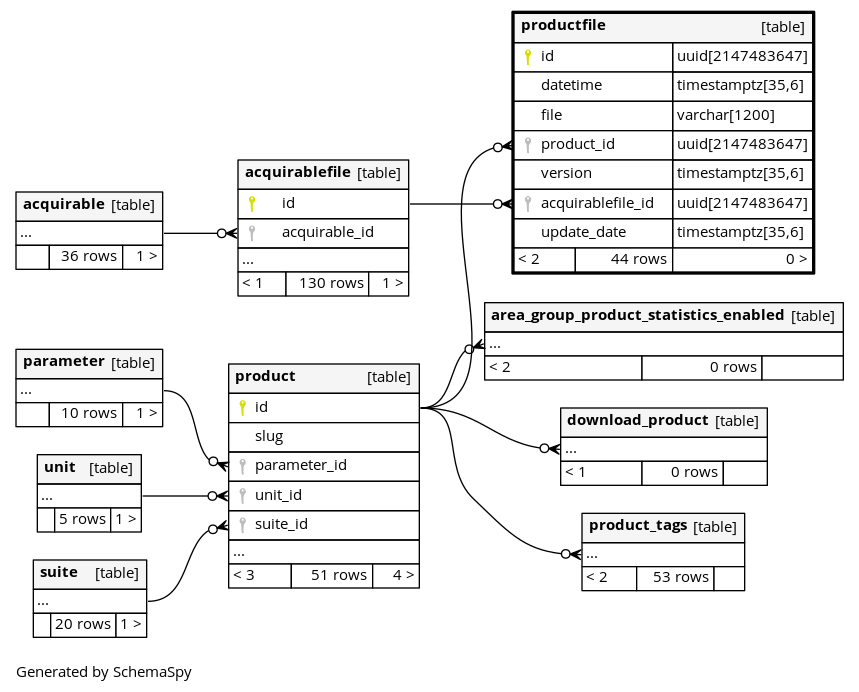 productfile [table]
id uuid[2147483647]
datetime timestamptz[35,6]
file varchar[1200]
product_id uuid[2147483647]
version timestamptz[35,6]
acquirablefile_id uuid[2147483647]
update_date timestamptz[35,6]
< 2 44 rows 0 >
acquirablefile [table]
id
acquirable_id
...
< 1 130 rows 1 >
acquirable [table]
...
36 rows 1 >
area_group_product_statistics_enabled [table]
...
< 2 0 rows
parameter [table]
...
10 rows 1 >
product [table]
id
slug
parameter_id
unit_id
suite_id
...
< 3 51 rows 4 >
download_product [table]
...
< 1 0 rows
unit [table]
...
5 rows 1 >
product_tags [table]
...
< 2 53 rows
suite [table]
...
20 rows 1 >
Generated by SchemaSpy